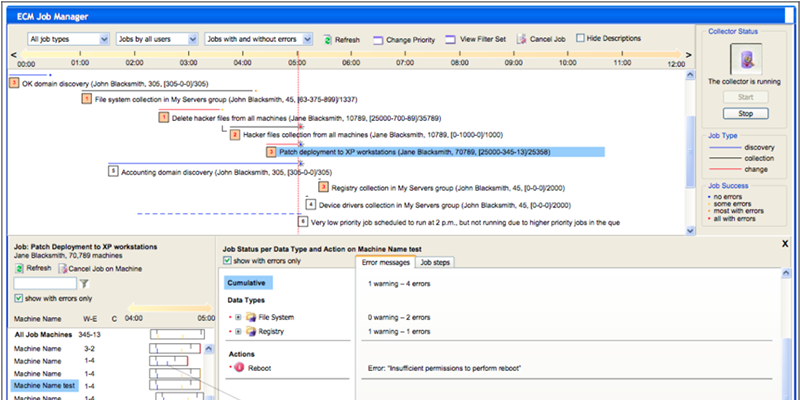 ECM Job Manager
All job types Jobs by all users Jobs with and without errors Refresh Change Priority View Filter Set Cancel Job Hide Descriptions
< >
00:00 01:00 02:00 03:00 04:00 05:00 06:00 07:00 08:00 09:00 10:00 11:00 12:00
OK domain discovery (John Blacksmith, 305, [305-0-0]/305)
1 File system collection in My Servers group (John Blacksmith, 45, [63-375-899]/1337)
1 Delete hacker files from all machines (Jane Blacksmith, 10789, [25000-700-89]/35789)
2 Hacker files collection from all machines (Jane Blacksmith, 10789, [0-1000-0]/1000)
3 Patch deployment to XP workstations (Jane Blacksmith, 70789, [25000-345-13]/25358)
5 Accounting domain discovery (John Blacksmith, 305, [305-0-0]/305)
3 Registry collection in My Servers group (John Blacksmith, 45, [0-0-0]/2000)
4 Device drivers collection in My Servers group (John Blacksmith, 45, [0-0-0]/2000)
6 Very low priority job scheduled to run at 2 p.m., but not running due to higher priority jobs in the que
Collector Status
The collector is running
Start
Stop
Job Type
discovery
collection
change
Job Success
no errors
some errors
most with errors
all with errors
Job: Patch Deployment to XP workstations
Jane Blacksmith, 70,789 machines
Refresh Cancel Job on Machine
show with errors only
04:00 05:00
Machine Name W-E C
All Job Machines 345-13
Machine Name 3-2
Machine Name 1-4
Machine Name 1-4
Machine Name test 1-4
Machine Name 1-4
Job Status per Data Type and Action on Machine Name test X
show with errors only
Error messages Job steps
Cumulative 1 warning – 4 errors
Data Types
File System 0 warning – 2 errors
Registry 1 warning – 1 errors
Actions
Reboot Error: "Insufficient permissions to perform reboot"